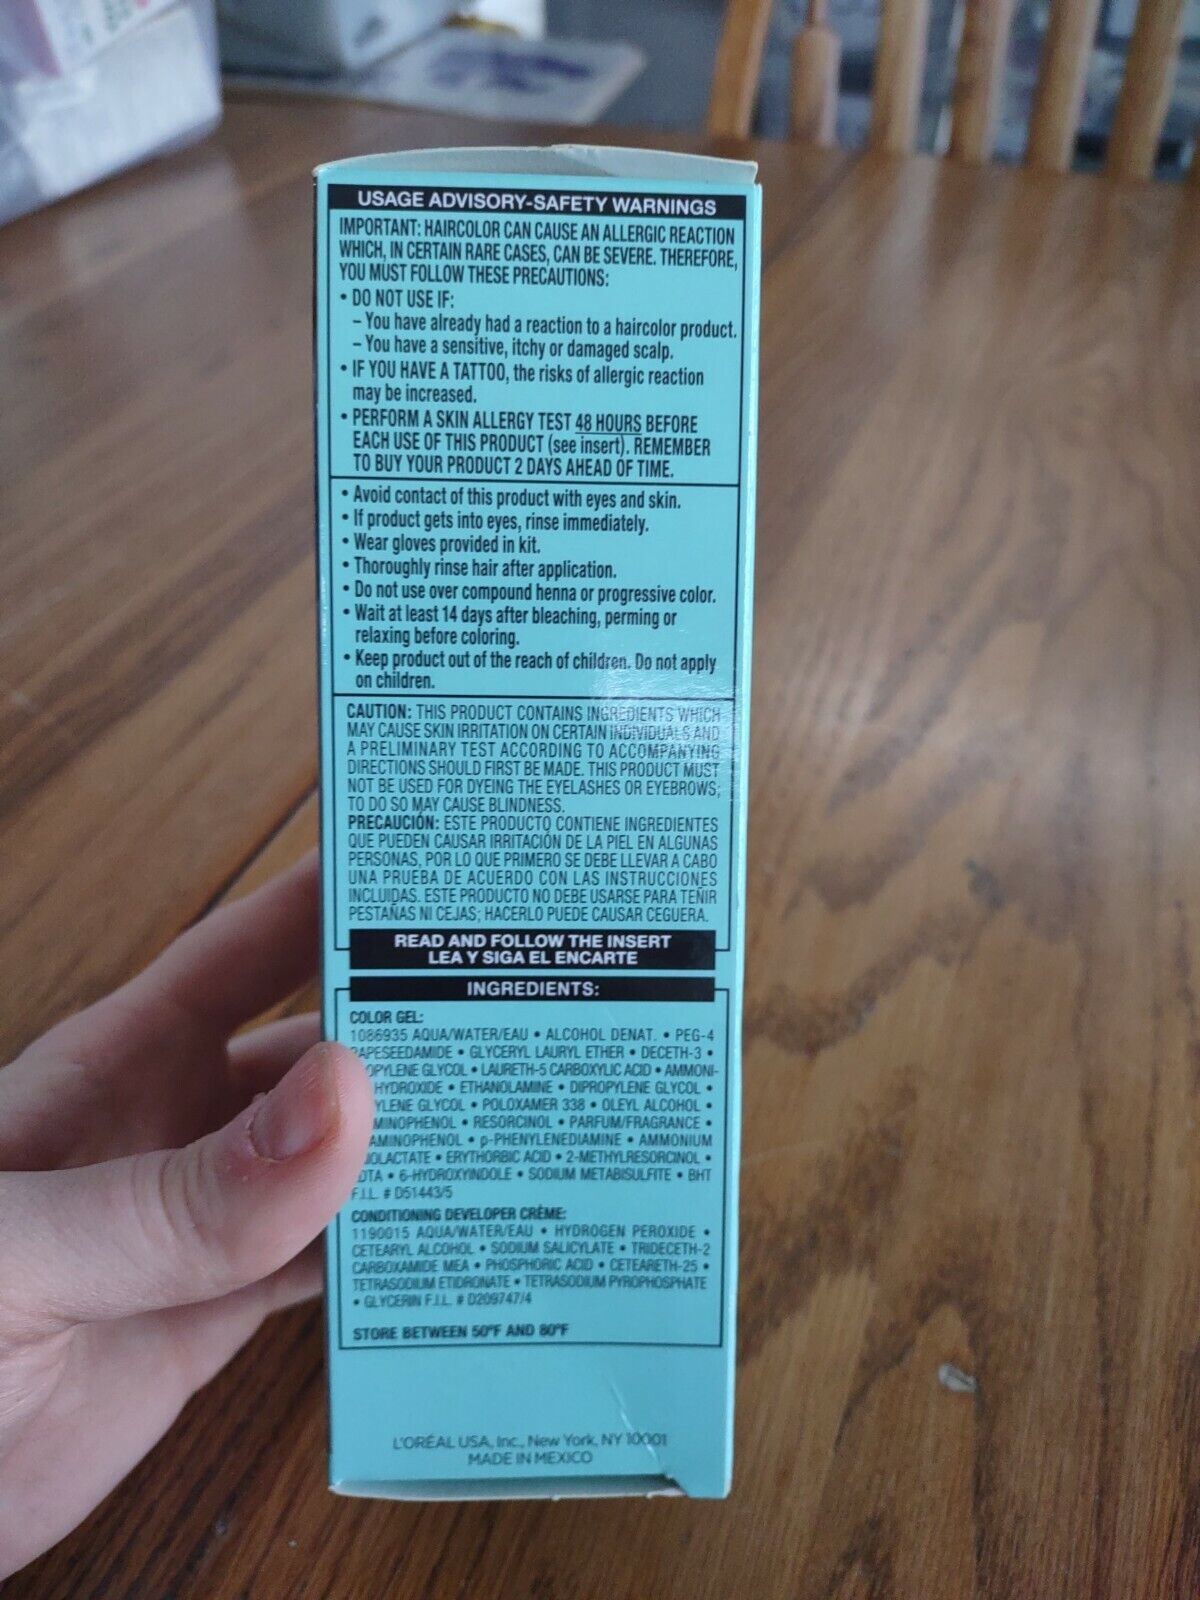 USAGE ADVISORY-SAFETY WARNINGS
IMPORTANT: HAIRCOLOR CAN CAUSE AN ALLERGIC REACTION
WHICH, IN CERTAIN RARE CASES, CAN BE SEVERE. THEREFORE,
YOU MUST FOLLOW THESE PRECAUTIONS:
• DO NOT USE IF:
– You have already had a reaction to a haircolor product.
– You have a sensitive, itchy or damaged scalp.
• IF YOU HAVE A TATTOO, the risks of allergic reaction
may be increased.
• PERFORM A SKIN ALLERGY TEST 48 HOURS BEFORE
EACH USE OF THIS PRODUCT (see insert). REMEMBER
TO BUY YOUR PRODUCT 2 DAYS AHEAD OF TIME.
• Avoid contact of this product with eyes and skin.
• If product gets into eyes, rinse immediately.
• Wear gloves provided in kit.
• Thoroughly rinse hair after application.
• Do not use over compound henna or progressive color.
• Wait at least 14 days after bleaching, perming or
relaxing before coloring.
• Keep product out of the reach of children. Do not apply
on children.
CAUTION: THIS PRODUCT CONTAINS INGREDIENTS WHICH
MAY CAUSE SKIN IRRITATION ON CERTAIN INDIVIDUALS AND
A PRELIMINARY TEST ACCORDING TO ACCOMPANYING
DIRECTIONS SHOULD FIRST BE MADE. THIS PRODUCT MUST
NOT BE USED FOR DYEING THE EYELASHES OR EYEBROWS;
TO DO SO MAY CAUSE BLINDNESS.
PRECAUCIÓN: ESTE PRODUCTO CONTIENE INGREDIENTES
QUE PUEDEN CAUSAR IRRITACIÓN DE LA PIEL EN ALGUNAS
PERSONAS, POR LO QUE PRIMERO SE DEBE LLEVAR A CABO
UNA PRUEBA DE ACUERDO CON LAS INSTRUCCIONES
INCLUIDAS. ESTE PRODUCTO NO DEBE USARSE PARA TEÑIR
PESTAÑAS NI CEJAS; HACERLO PUEDE CAUSAR CEGUERA.
READ AND FOLLOW THE INSERT
LEA Y SIGA EL ENCARTE
INGREDIENTS:
COLOR GEL:
1086935 AQUA/WATER/EAU • ALCOHOL DENAT. • PEG-4
RAPESEEDAMIDE • GLYCERYL LAURYL ETHER • DECETH-3 •
OPYLENE GLYCOL • LAURETH-5 CARBOXYLIC ACID • AMMONI-
HYDROXIDE • ETHANOLAMINE • DIPROPYLENE GLYCOL •
YLENE GLYCOL • POLOXAMER 338 • OLEYL ALCOHOL •
MINOPHENOL • RESORCINOL • PARFUM/FRAGRANCE •
AMINOPHENOL • p-PHENYLENEDIAMINE • AMMONIUM
OLACTATE • ERYTHORBIC ACID • 2-METHYLRESORCINOL •
DTA • 6-HYDROXYINDOLE • SODIUM METABISULFITE • BHT
F.I.L. # D51443/5
CONDITIONING DEVELOPER CRÈME:
1190015 AQUA/WATER/EAU • HYDROGEN PEROXIDE •
CETEARYL ALCOHOL • SODIUM SALICYLATE • TRIDECETH-2
CARBOXAMIDE MEA • PHOSPHORIC ACID • CETEARETH-25 •
TETRASODIUM ETIDRONATE • TETRASODIUM PYROPHOSPHATE
• GLYCERIN F.I.L. # D209747/4
STORE BETWEEN 50°F AND 80°F
L'ORÉAL USA, Inc., New York, NY 10001
MADE IN MEXICO